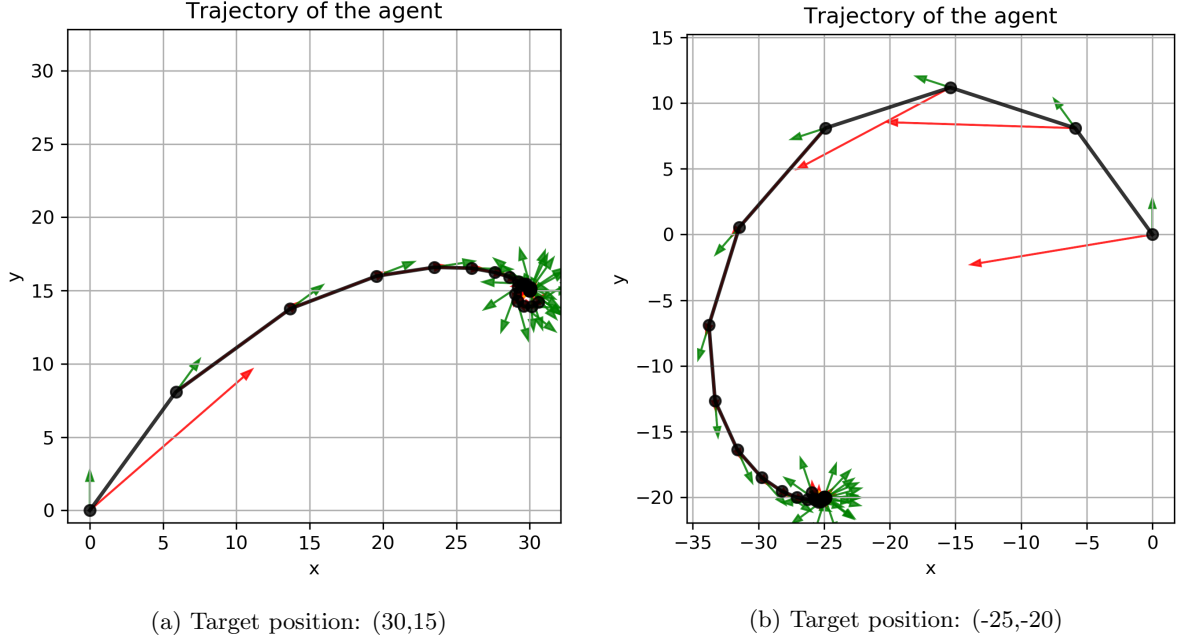 Trajectory of the agent
30
25
20
15
10
5
0
y
0 5 10 15 20 25 30
x
(a) Target position: (30,15)
Trajectory of the agent
15
10
5
0
−5
−10
−15
−20
y
−35 −30 −25 −20 −15 −10 −5 0
x
(b) Target position: (-25,-20)